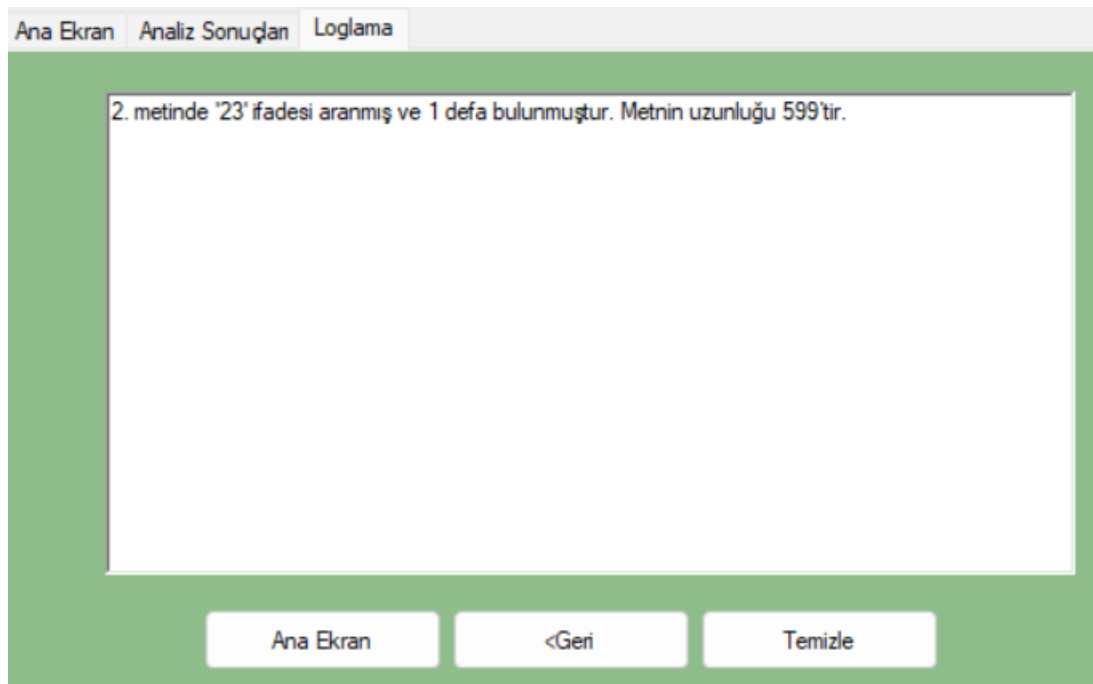 Ana Ekran Analiz Sonuçları Loglama
2. metinde '23' ifadesi aranmış ve 1 defa bulunmuştur. Metnin uzunluğu 599'tir.
Ana Ekran <Geri Temizle